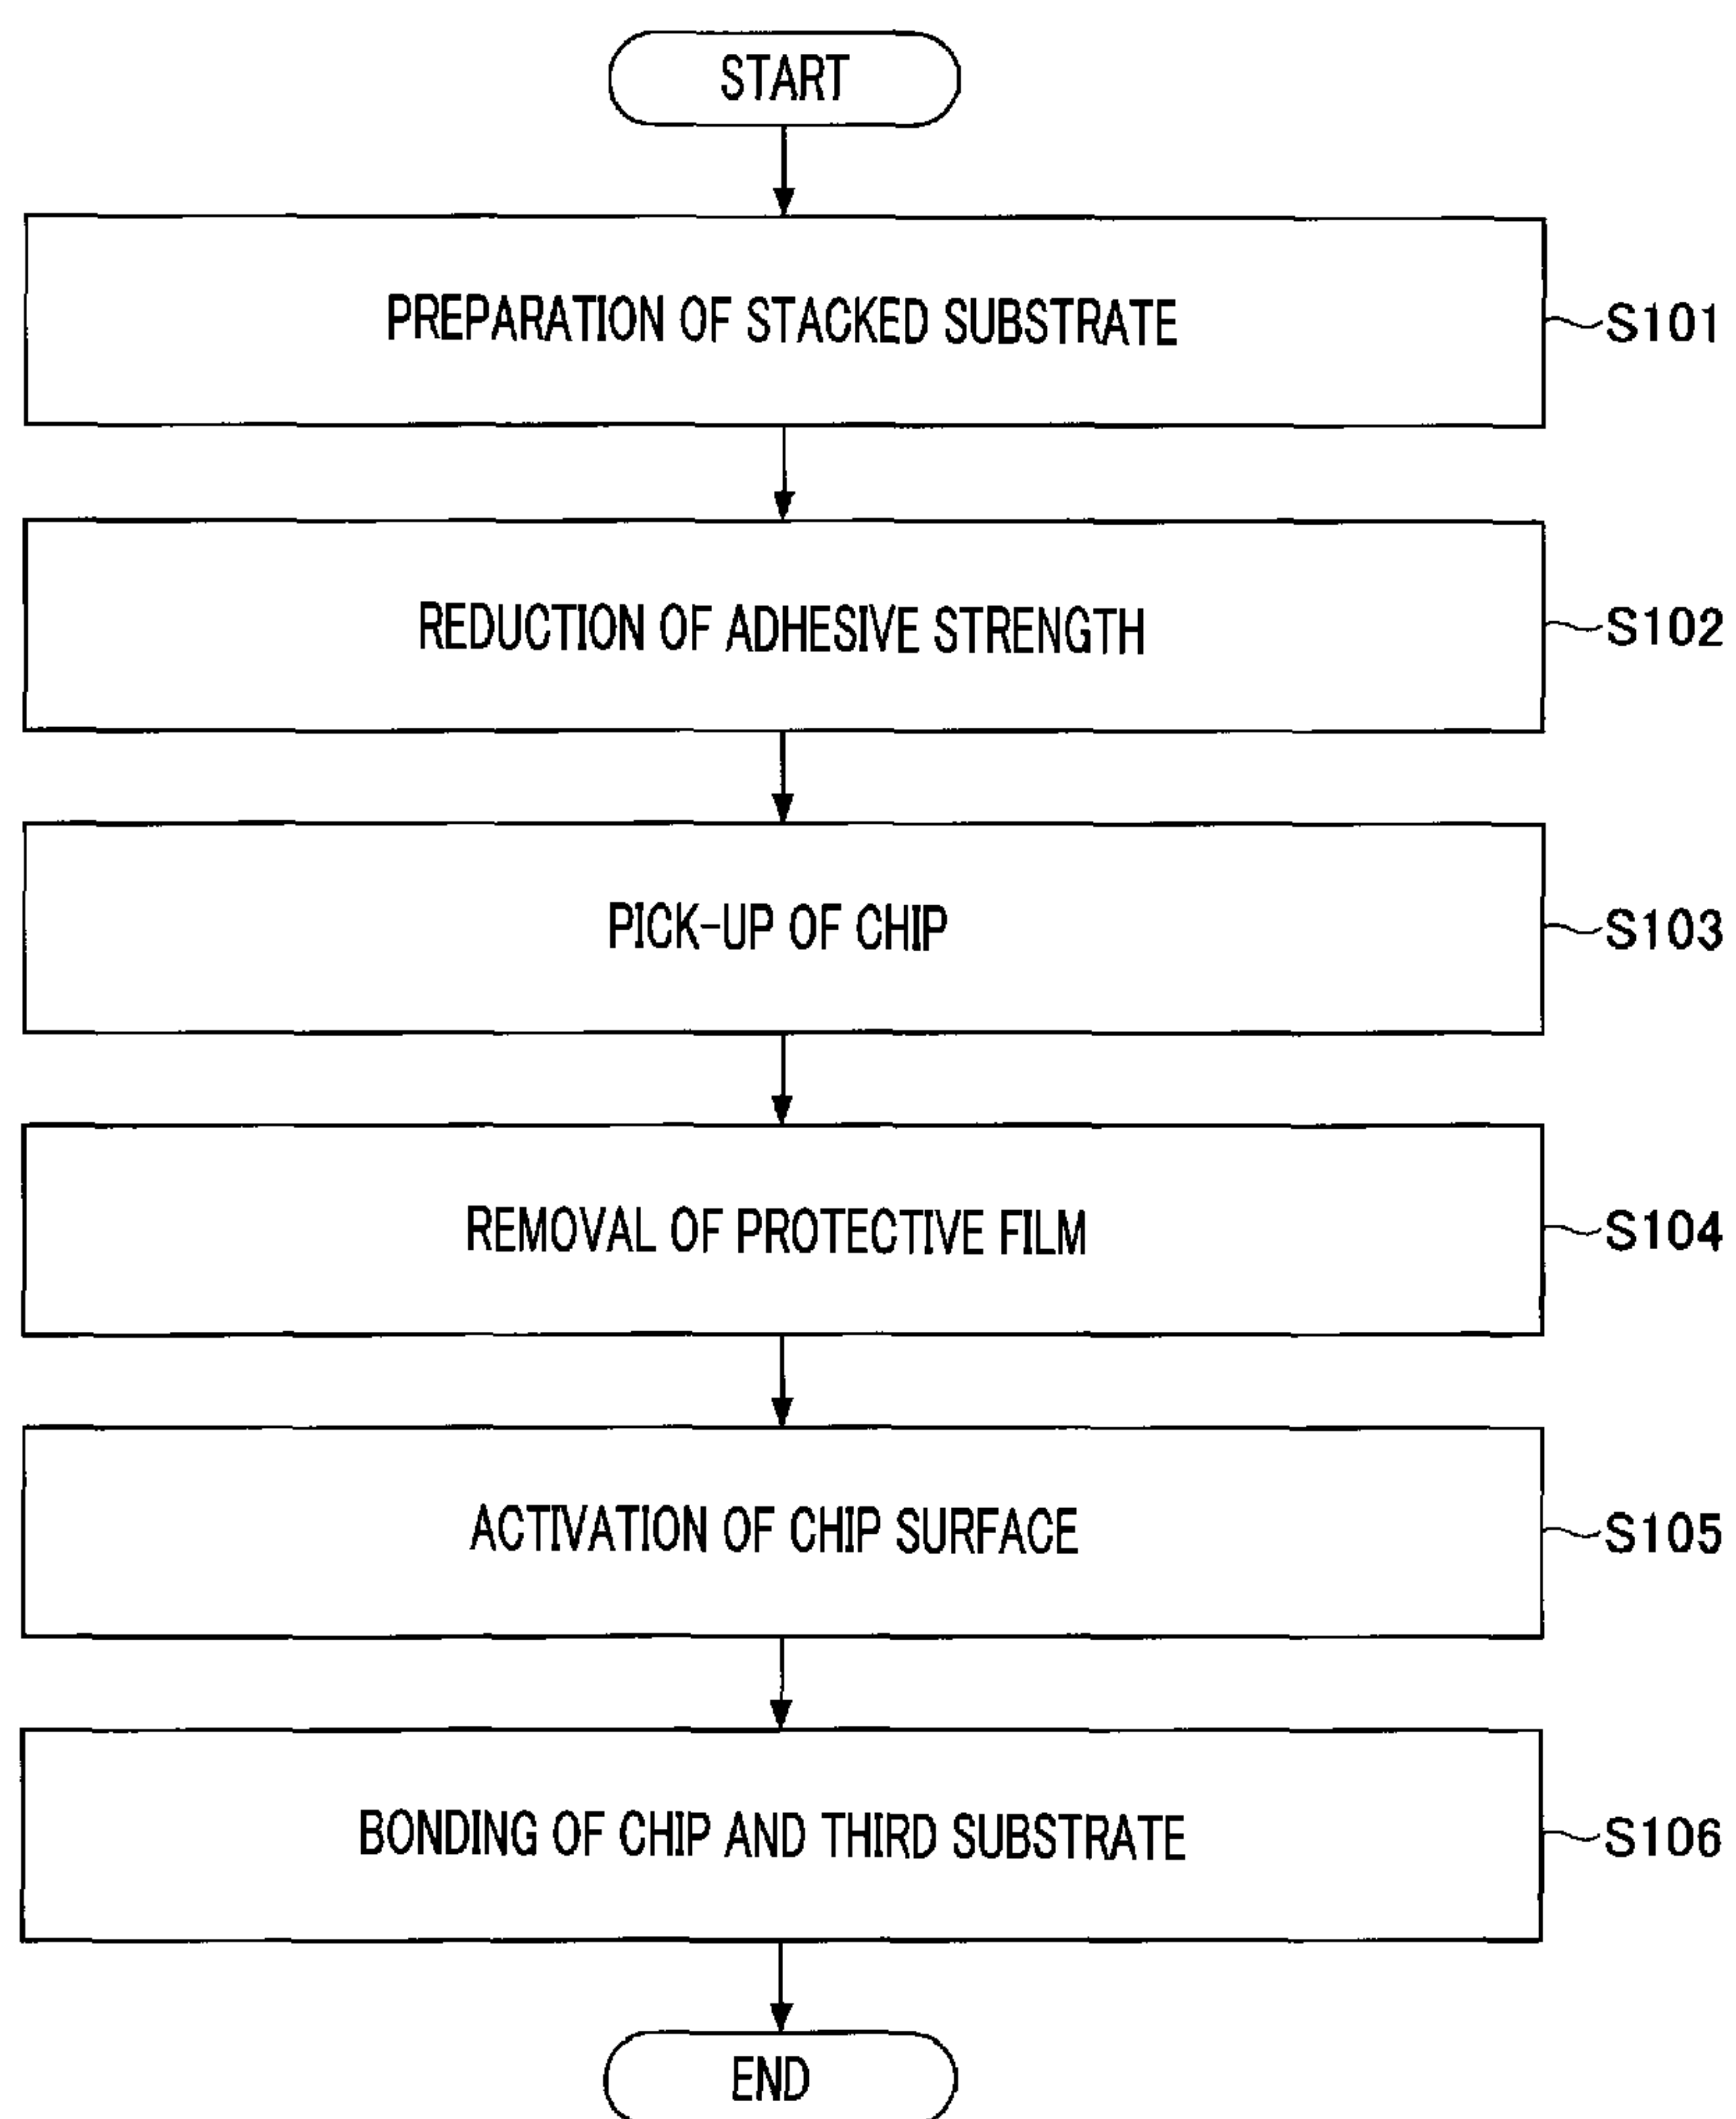 START
PREPARATION OF STACKED SUBSTRATE
S101
REDUCTION OF ADHESIVE STRENGTH
S102
PICK-UP OF CHIP
S103
REMOVAL OF PROTECTIVE FILM
S104
ACTIVATION OF CHIP SURFACE
S105
BONDING OF CHIP AND THIRD SUBSTRATE
S106
END